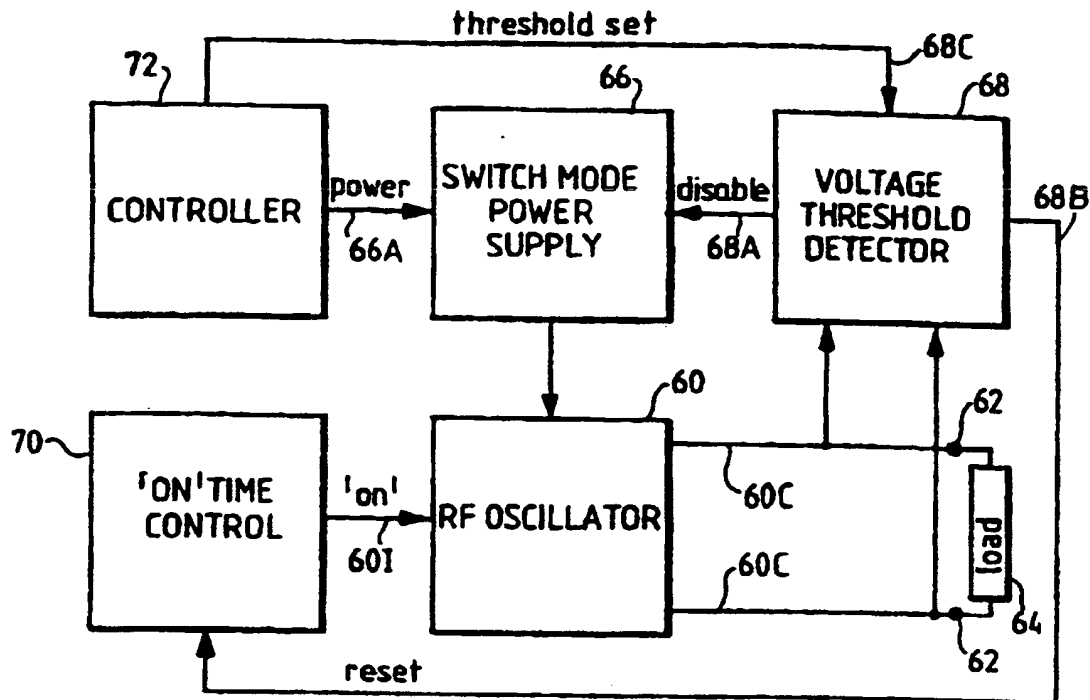 threshold set
68C
72
66
68
CONTROLLER
power
66A
SWITCH MODE
POWER
SUPPLY
disable
68A
VOLTAGE
THRESHOLD
DETECTOR
68B
70
'ON' TIME
CONTROL
'on'
60I
60
RF OSCILLATOR
60C
60C
62
load
64
62
reset